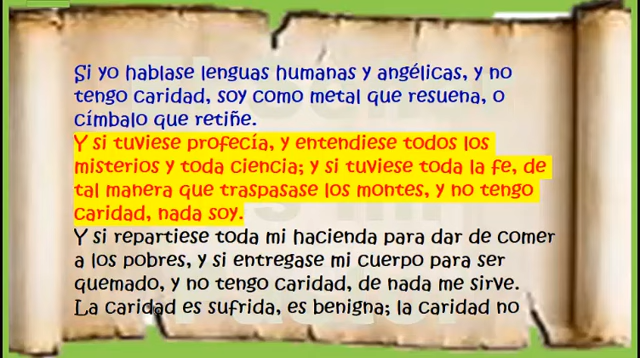 Si yo hablase lenguas humanas y angélicas, y no
tengo caridad, soy como metal que resuena, o
címbalo que retiñe.
Y si tuviese profecía, y entendiese todos los
misterios y toda ciencia; y si tuviese toda la fe, de
tal manera que traspasase los montes, y no tengo
caridad, nada soy.
Y si repartiese toda mi hacienda para dar de comer
a los pobres, y si entregase mi cuerpo para ser
quemado, y no tengo caridad, de nada me sirve.
La caridad es sufrida, es benigna; la caridad no